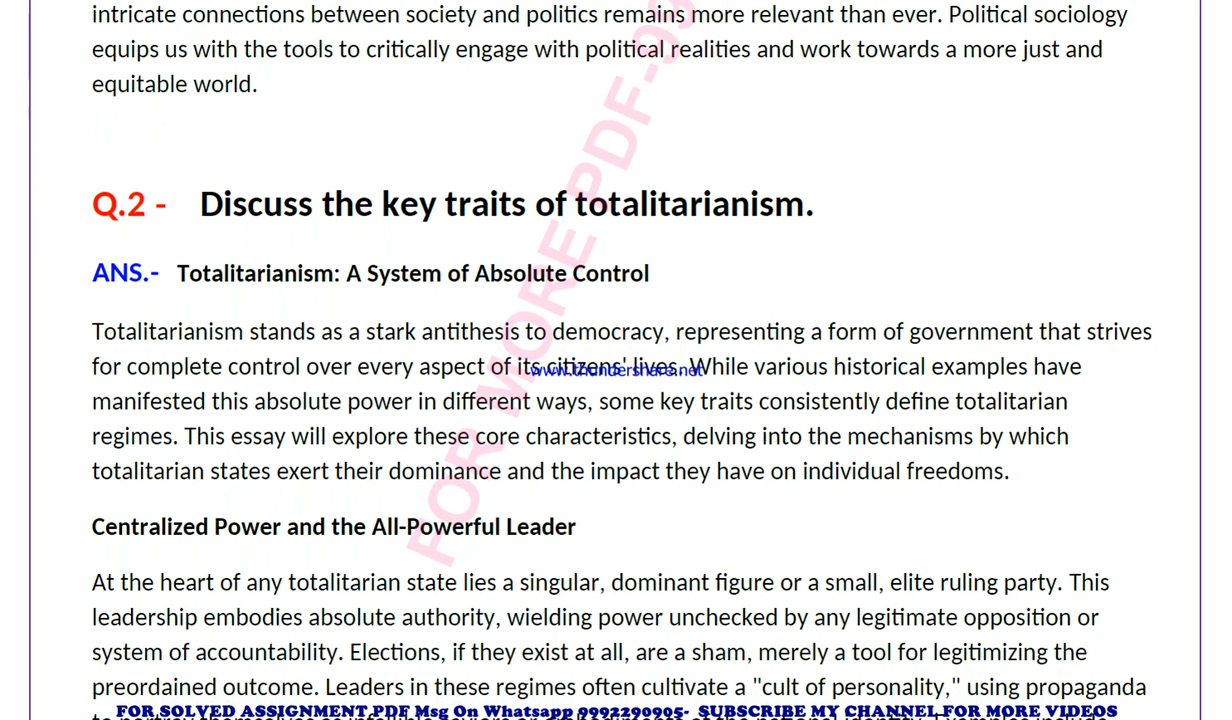 intricate connections between society and politics remains more relevant than ever. Political sociology
equips us with the tools to critically engage with political realities and work towards a more just and
equitable world.
Q.2 - Discuss the key traits of totalitarianism.
ANS.- Totalitarianism: A System of Absolute Control
Totalitarianism stands as a stark antithesis to democracy, representing a form of government that strives
for complete control over every aspect of its citizens' lives. While various historical examples have
www.thundershare.net
manifested this absolute power in different ways, some key traits consistently define totalitarian
regimes. This essay will explore these core characteristics, delving into the mechanisms by which
totalitarian states exert their dominance and the impact they have on individual freedoms.
Centralized Power and the All-Powerful Leader
At the heart of any totalitarian state lies a singular, dominant figure or a small, elite ruling party. This
leadership embodies absolute authority, wielding power unchecked by any legitimate opposition or
system of accountability. Elections, if they exist at all, are a sham, merely a tool for legitimizing the
preordained outcome. Leaders in these regimes often cultivate a "cult of personality," using propaganda
FOR SOLVED ASSIGNMENT PDF Msg On Whatsapp 9992290905- SUBSCRIBE MY CHANNEL FOR MORE VIDEOS
FOR MORE PDF-99